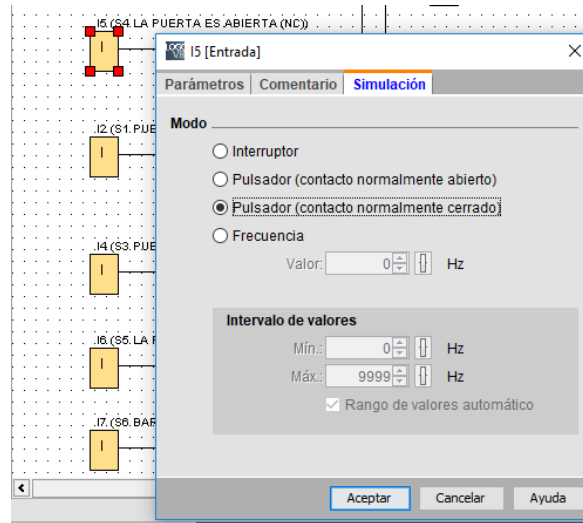 I5 (S4 LA PUERTA ES ABIERTA (NC))
I
I5 [Entrada]
Parámetros Comentario Simulación
Modo
Interruptor
I2 (S1. PUE
I
Pulsador (contacto normalmente abierto)
Pulsador (contacto normalmente cerrado)
Frecuencia
I4 (S3. PUE
I
Valor: 0 Hz
Intervalo de valores
Mín.: 0 Hz
I6 (S5. LA
I
Máx.: 9999 Hz
Rango de valores automático
I7. (S6. BAR
I
Aceptar Cancelar Ayuda